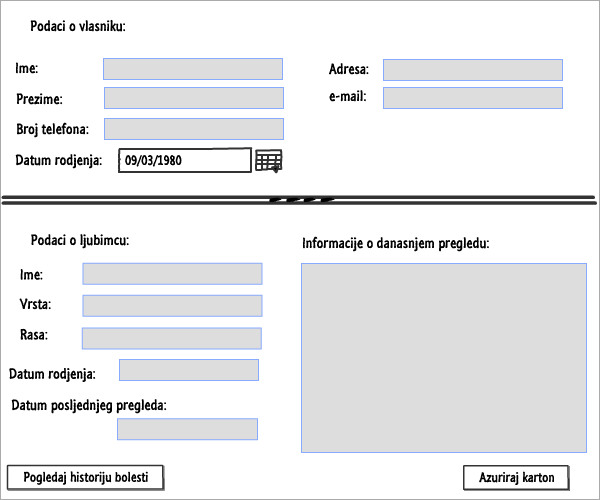 Podaci o vlasniku:
Ime:
Adresa:
Prezime:
e-mail:
Broj telefona:
Datum rodjenja:
09/03/1980
Podaci o ljubimcu:
Informacije o danasnjem pregledu:
Ime:
Vrsta:
Rasa:
Datum rodjenja:
Datum posljednjeg pregleda:
Pogledaj historiju bolesti
Azuriraj karton